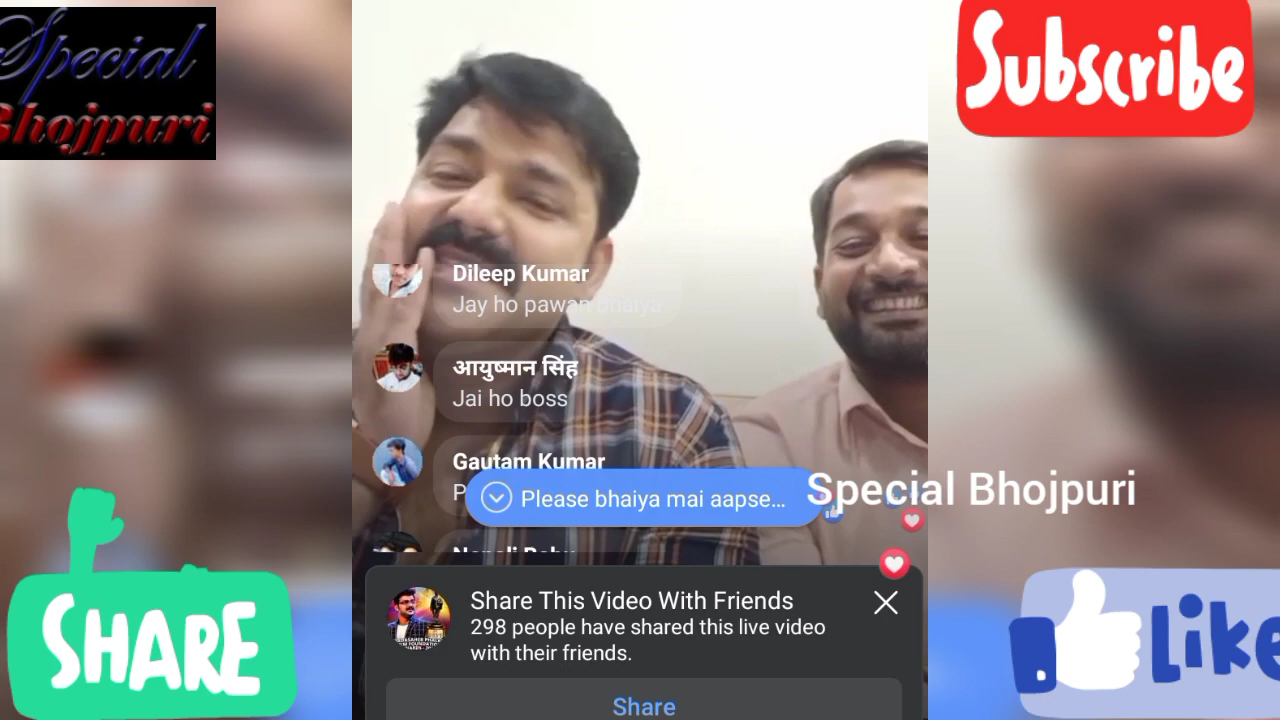 Special
Bhojpuri
Subscribe
Dileep Kumar
Jay ho pawan bhaiya
आयुष्मान सिंह
Jai ho boss
Gautam Kumar
Please bhaiya mai aapse...
Special Bhojpuri
Share This Video With Friends
298 people have shared this live video
with their friends.
Share
SHARE
Like